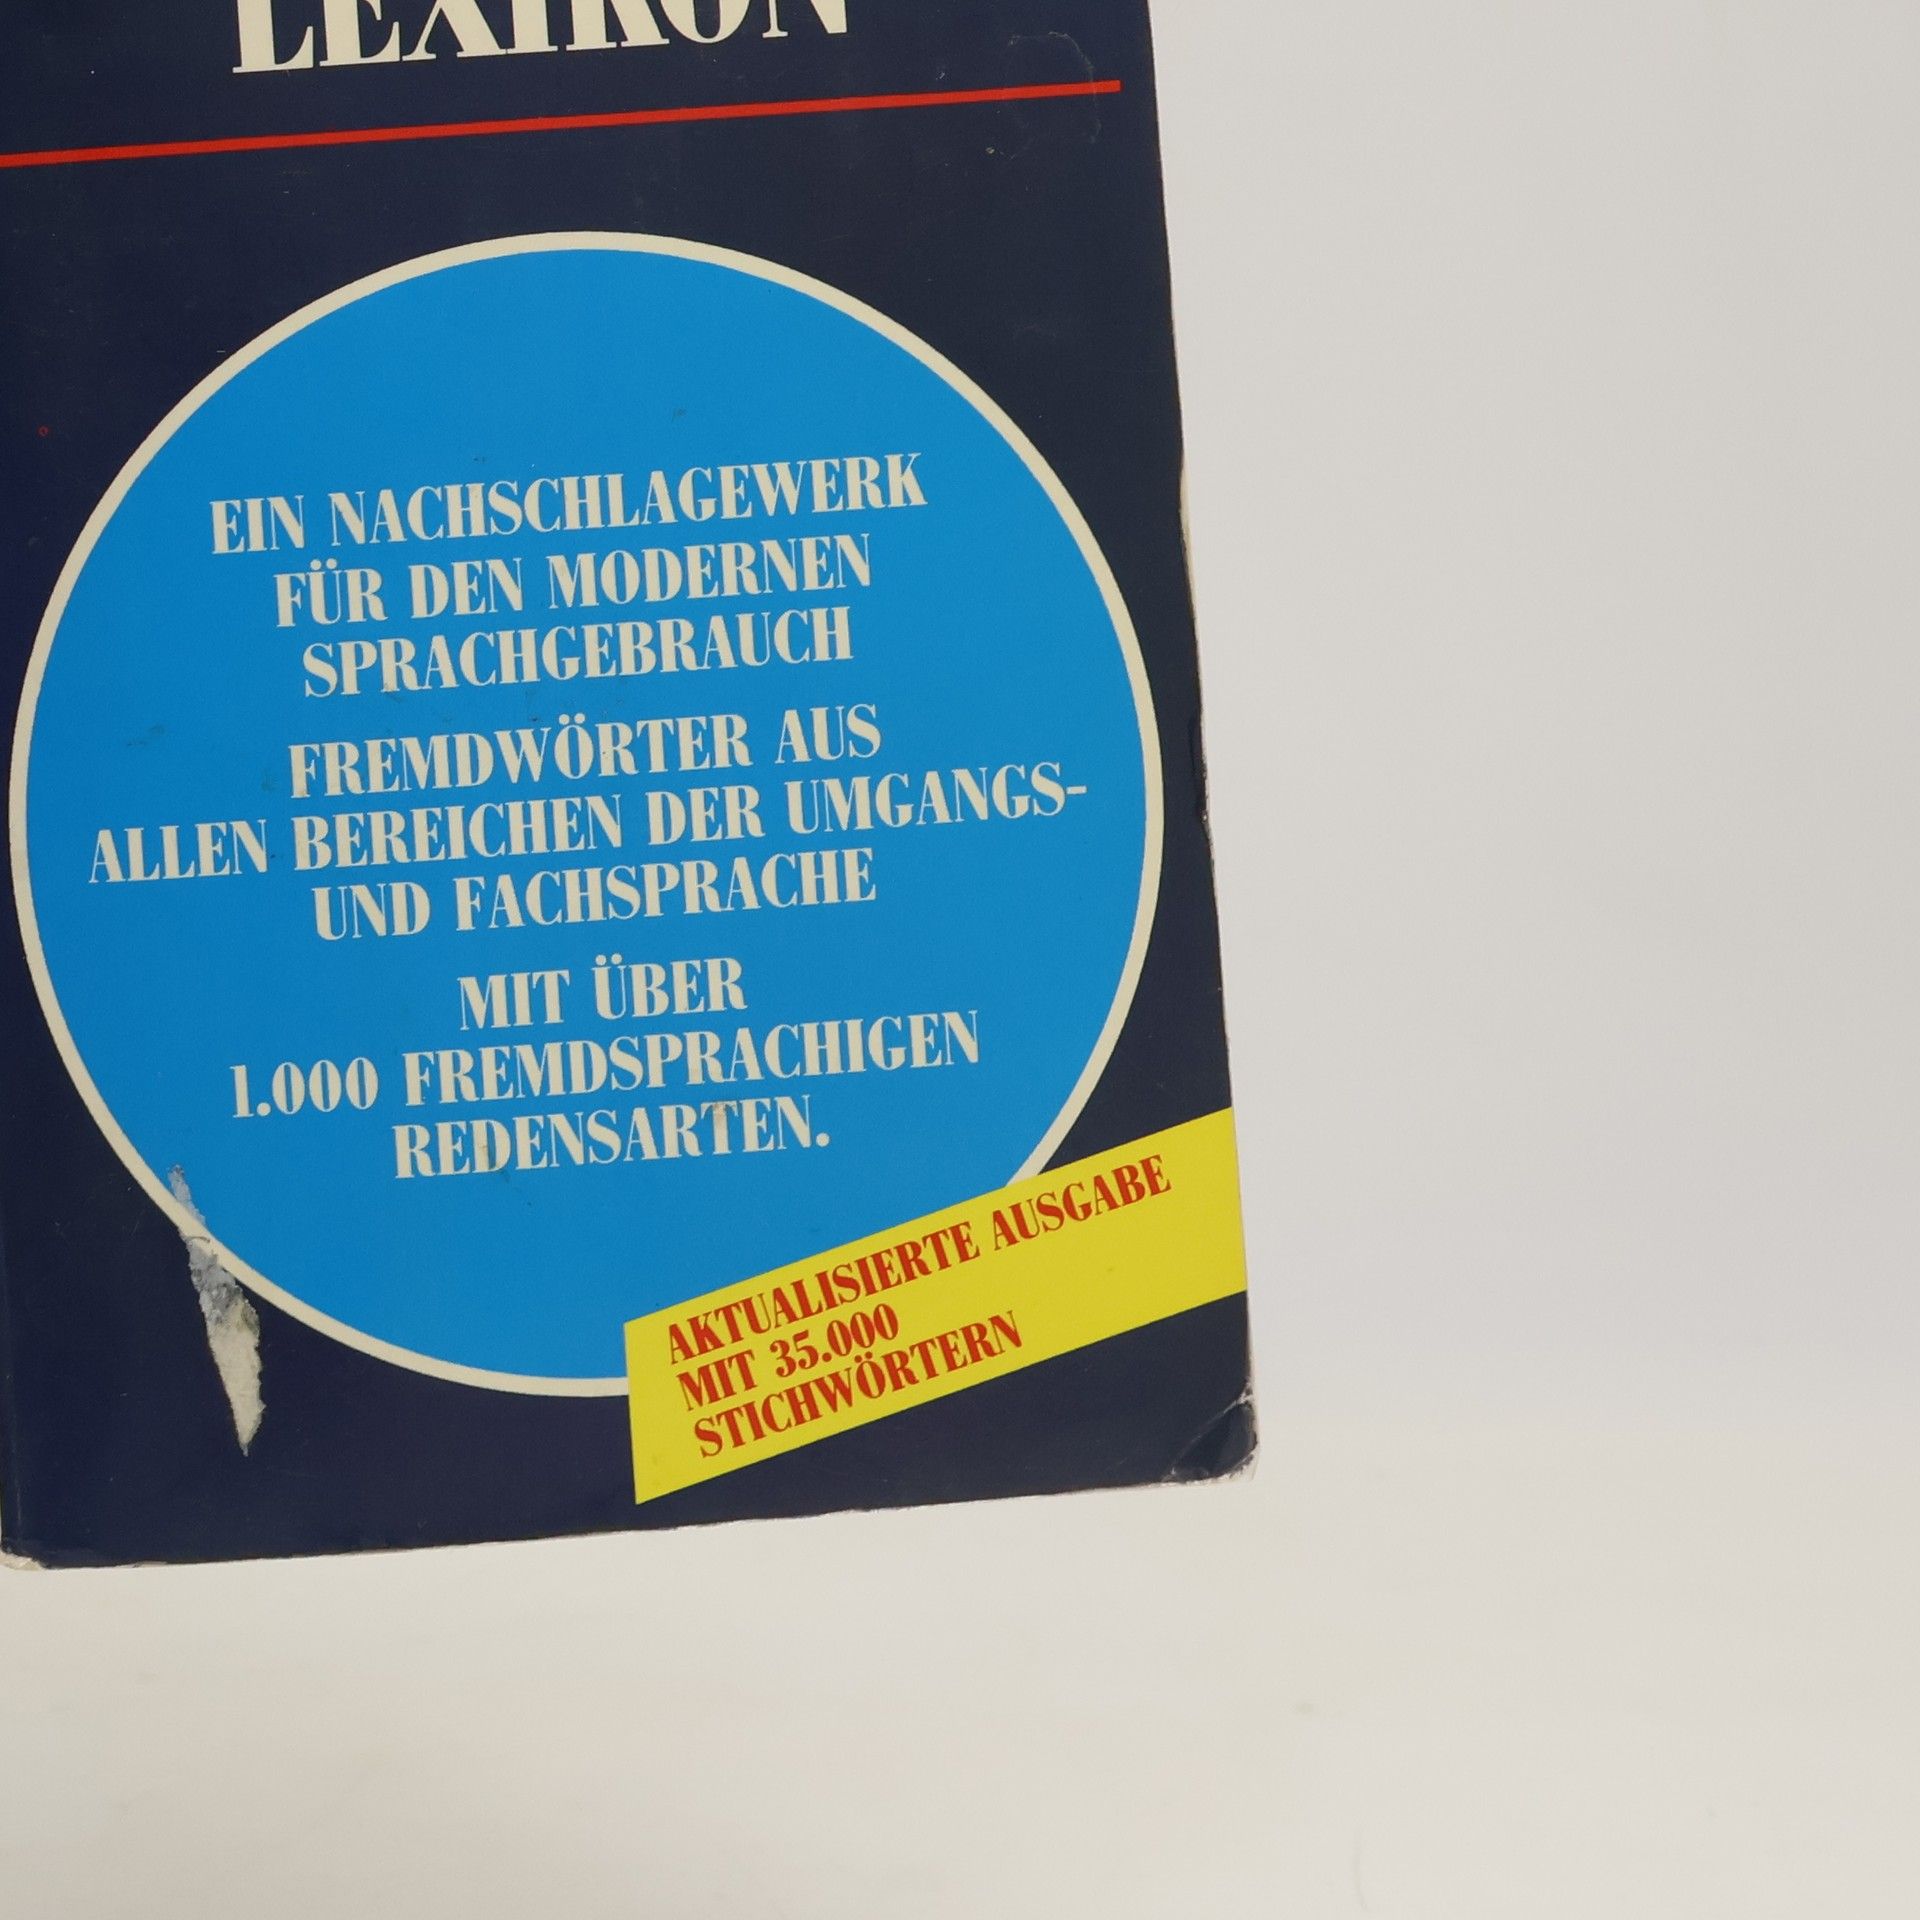 LEXIKON
EIN NACHSCHLAGEWERK
FÜR DEN MODERNEN
SPRACHGEBRAUCH
FREMDWÖRTER AUS
ALLEN BEREICHEN DER UMGANGS-
UND FACHSPRACHE
MIT ÜBER
1.000 FREMDSPRACHIGEN
REDENSARTEN.
AKTUALISIERTE AUSGABE
MIT 35.000
STICHWÖRTERN